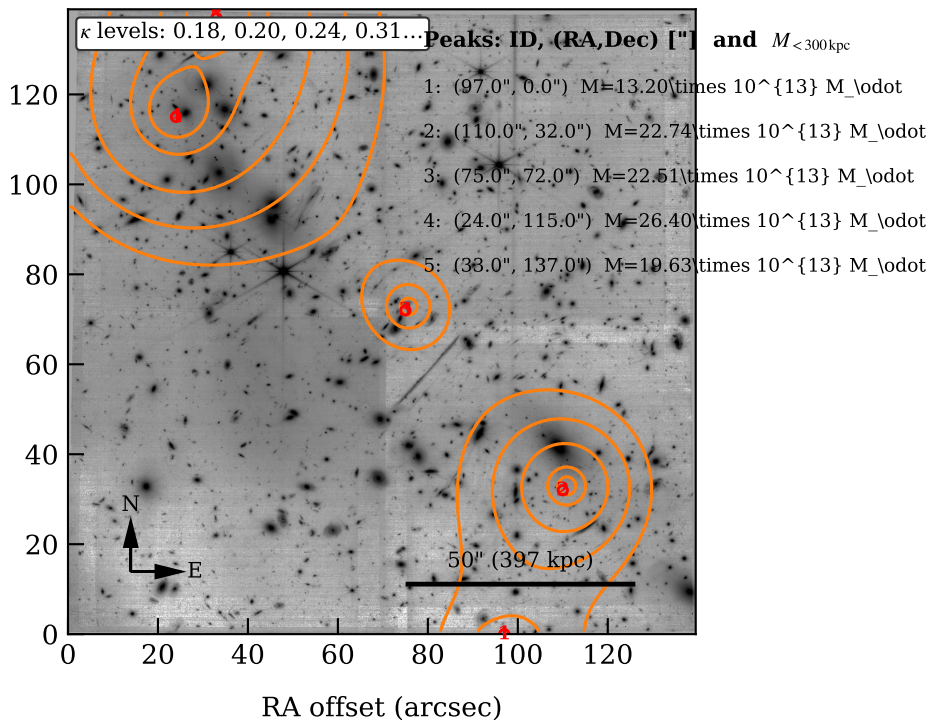 κ levels: 0.18, 0.20, 0.24, 0.31...
Peaks: ID, (RA,Dec) ["] and M<300kpc
1: (97.0", 0.0") M=13.20\times 10^{13} M_\odot
2: (110.0", 32.0") M=22.74\times 10^{13} M_\odot
3: (75.0", 72.0") M=22.51\times 10^{13} M_\odot
4: (24.0", 115.0") M=26.40\times 10^{13} M_\odot
5: (33.0", 137.0") M=19.63\times 10^{13} M_\odot
120
100
80
60
40
20
0
N
E
50" (397 kpc)
0 20 40 60 80 100 120
RA offset (arcsec)